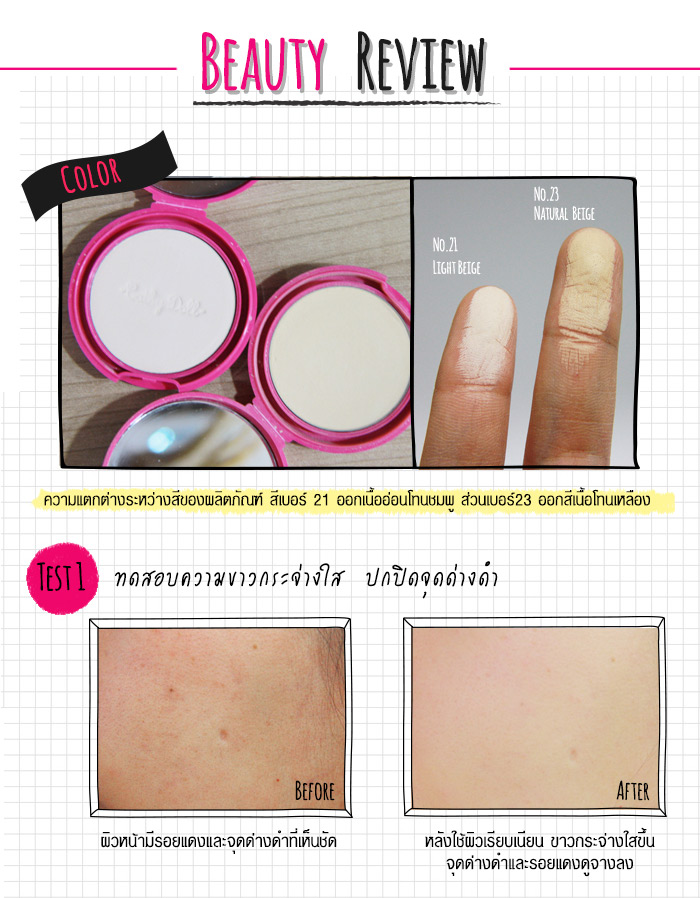 BEAUTY REVIEW
COLOR
No.23
NATURAL BEIGE
No.21
LIGHT BEIGE
ความแตกต่างระหว่างสีของผลิตภัณฑ์ สีเบอร์ 21 ออกเนื้ออ่อนโทนชมพู ส่วนเบอร์23 ออกสีเนื้อโทนเหลือง
TEST 1
ทดสอบความขาวกระจ่างใส ปกปิดจุดด่างดำ
BEFORE
AFTER
ผิวหน้ามีรอยแดงและจุดด่างดำที่เห็นชัด
หลังใช้ผิวเรียบเนียน ขาวกระจ่างใสขึ้น
จุดด่างดำและรอยแดงดูจางลง